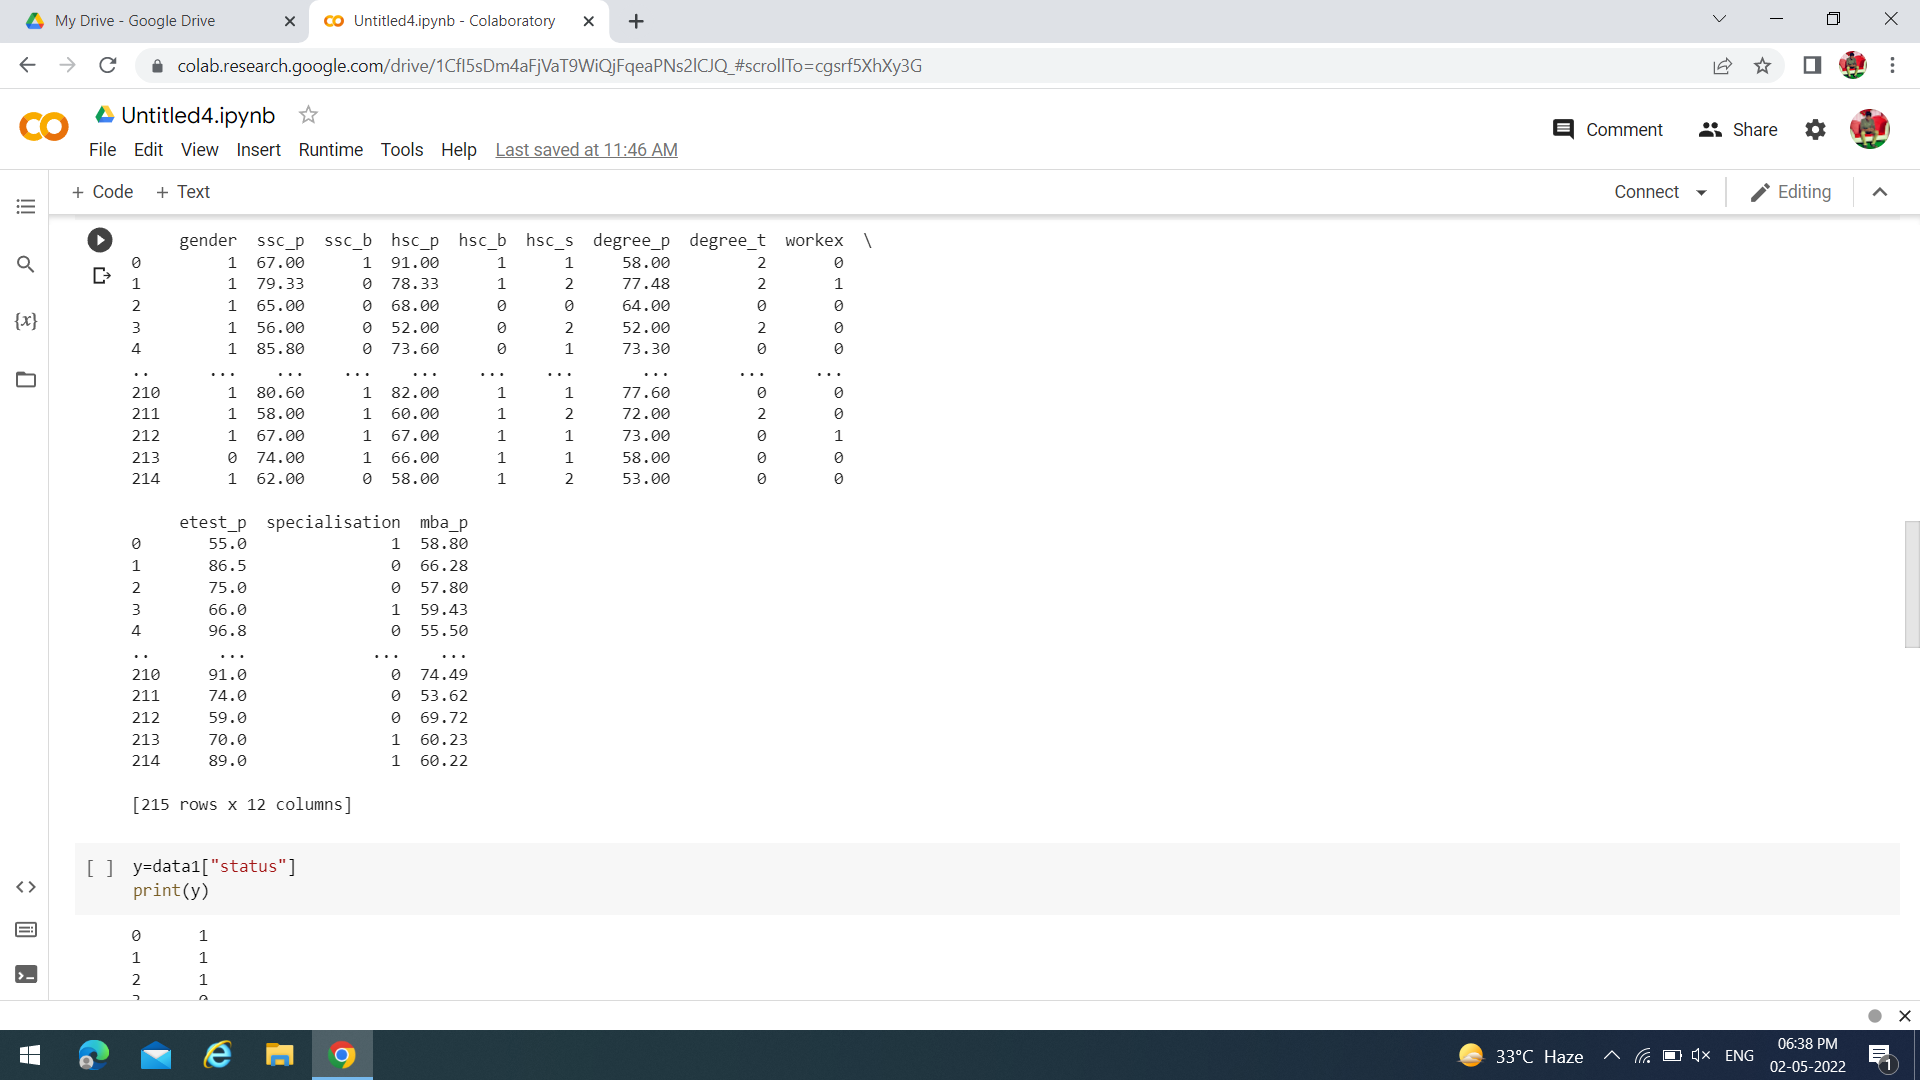 My Drive - Google Drive
Untitled4.ipynb - Colaboratory
colab.research.google.com/drive/1CfI5sDm4aFjVaT9WiQjFqeaPNs2lCJQ_#scrollTo=cgsrf5XhXy3G
Untitled4.ipynb
Comment Share
File Edit View Insert Runtime Tools Help Last saved at 11:46 AM
+ Code + Text Connect Editing
{x}
gender ssc_p ssc_b hsc_p hsc_b hsc_s degree_p degree_t workex \
0 1 67.00 1 91.00 1 1 58.00 2 0
1 1 79.33 0 78.33 1 2 77.48 2 1
2 1 65.00 0 68.00 0 0 64.00 0 0
3 1 56.00 0 52.00 0 2 52.00 2 0
4 1 85.80 0 73.60 0 1 73.30 0 0
.. ... ... ... ... ... ... ... ... ...
210 1 80.60 1 82.00 1 1 77.60 0 0
211 1 58.00 1 60.00 1 2 72.00 2 0
212 1 67.00 1 67.00 1 1 73.00 0 1
213 0 74.00 1 66.00 1 1 58.00 0 0
214 1 62.00 0 58.00 1 2 53.00 0 0
etest_p specialisation mba_p
0 55.0 1 58.80
1 86.5 0 66.28
2 75.0 0 57.80
3 66.0 1 59.43
4 96.8 0 55.50
.. ... ... ...
210 91.0 0 74.49
211 74.0 0 53.62
212 59.0 0 69.72
213 70.0 1 60.23
214 89.0 1 60.22
[215 rows x 12 columns]
[ ] y=data1["status"]
print(y)
0 1
1 1
2 1
33°C Haze ENG 06:38 PM
02-05-2022
1